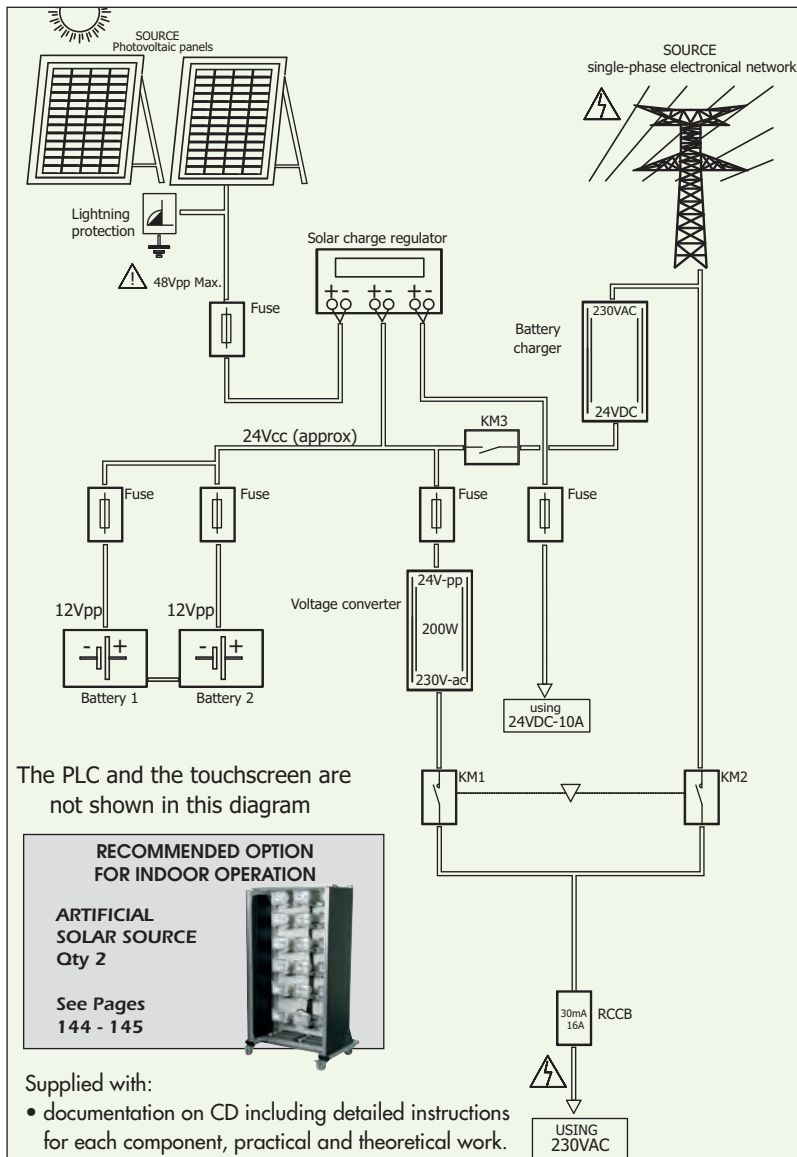 SOURCE
Photovoltaic panels
SOURCE
single-phase electronical network
Lightning
protection
48Vpp Max.
Fuse
Solar charge regulator
+ - + - + -
230VAC
Battery
charger
24VDC
KM3
24Vcc (approx)
Fuse
Fuse
Fuse
Fuse
24V-pp
Voltage converter
200W
230V-ac
12Vpp
12Vpp
- +
- +
Battery 1
Battery 2
using
24VDC-10A
KM1
KM2
The PLC and the touchscreen are
not shown in this diagram
RECOMMENDED OPTION
FOR INDOOR OPERATION
ARTIFICIAL
SOLAR SOURCE
Qty 2
See Pages
144 - 145
30mA
16A
RCCB
USING
230VAC
Supplied with:
• documentation on CD including detailed instructions
for each component, practical and theoretical work.